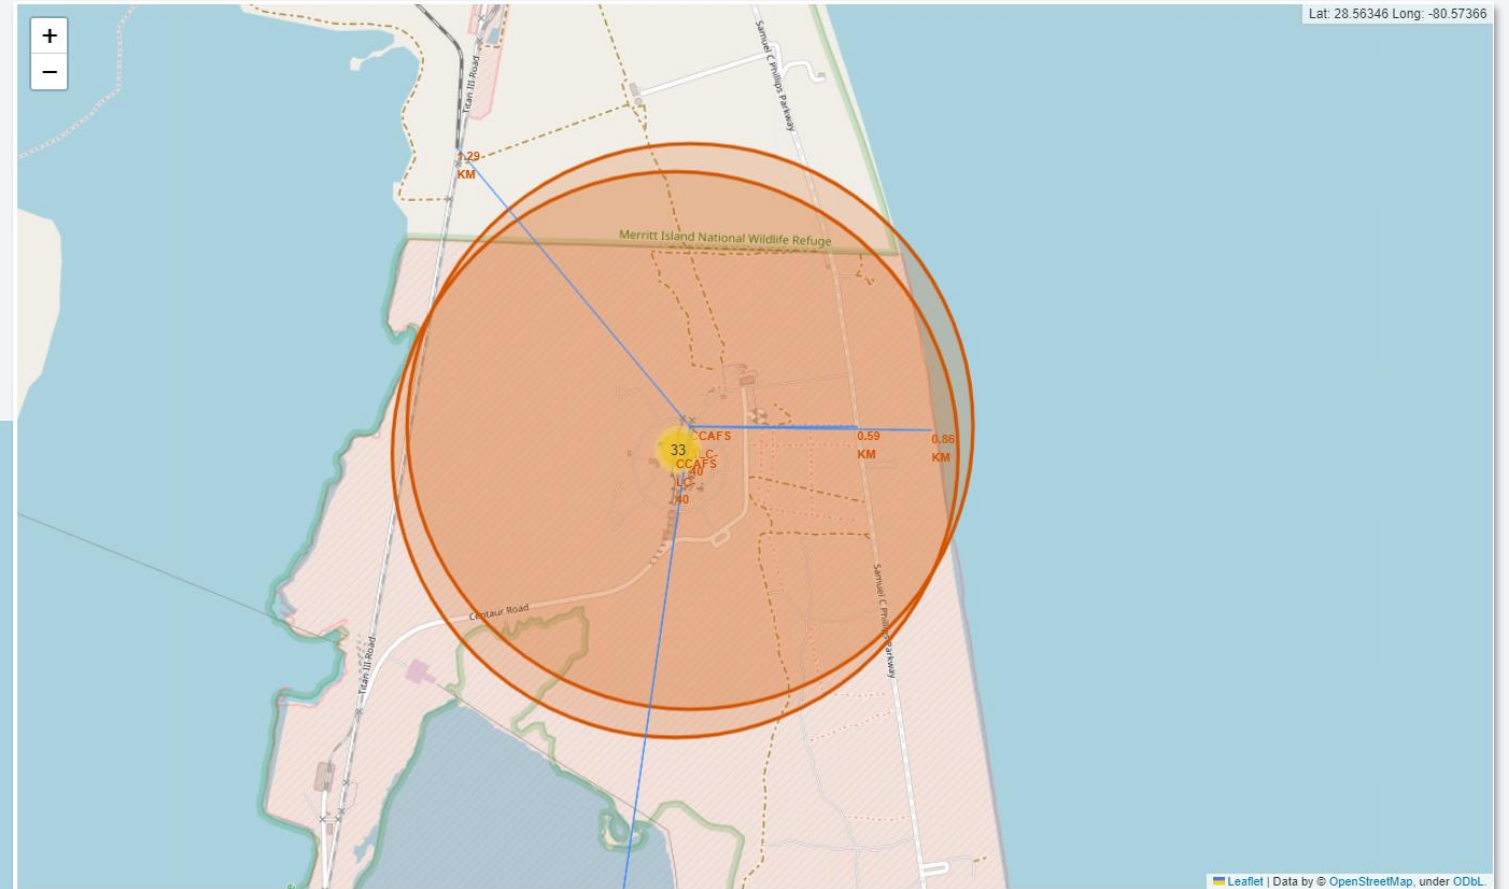 +
−
Lat: 28.56346 Long: -80.57366
Titan III Road
Samuel C Phillips Parkway
1.29
KM
Merritt Island National Wildlife Refuge
CCAFS
SLC-
40
33
CCAFS
LC-
40
0.59
KM
0.86
KM
Samuel C Phillips Parkway
Centaur Road
Titan III Road
Leaflet | Data by © OpenStreetMap, under ODbL.